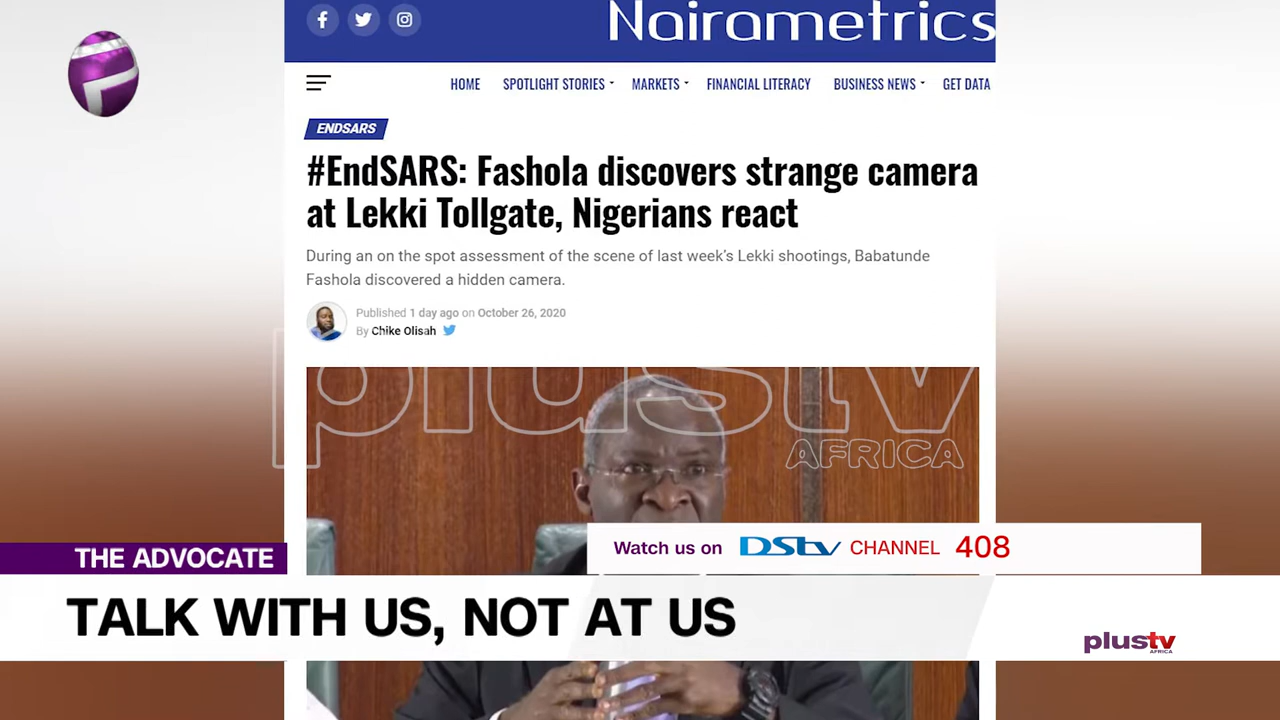 Nairametrics
HOME SPOTLIGHT STORIES MARKETS FINANCIAL LITERACY BUSINESS NEWS GET DATA
ENDSARS
#EndSARS: Fashola discovers strange camera
at Lekki Tollgate, Nigerians react
During an on the spot assessment of the scene of last week's Lekki shootings, Babatunde
Fashola discovered a hidden camera.
Published 1 day ago on October 26, 2020
By Chike Olisah
plustv
AFRICA
Watch us on DStv CHANNEL 408
THE ADVOCATE
TALK WITH US, NOT AT US
plustv
AFRICA